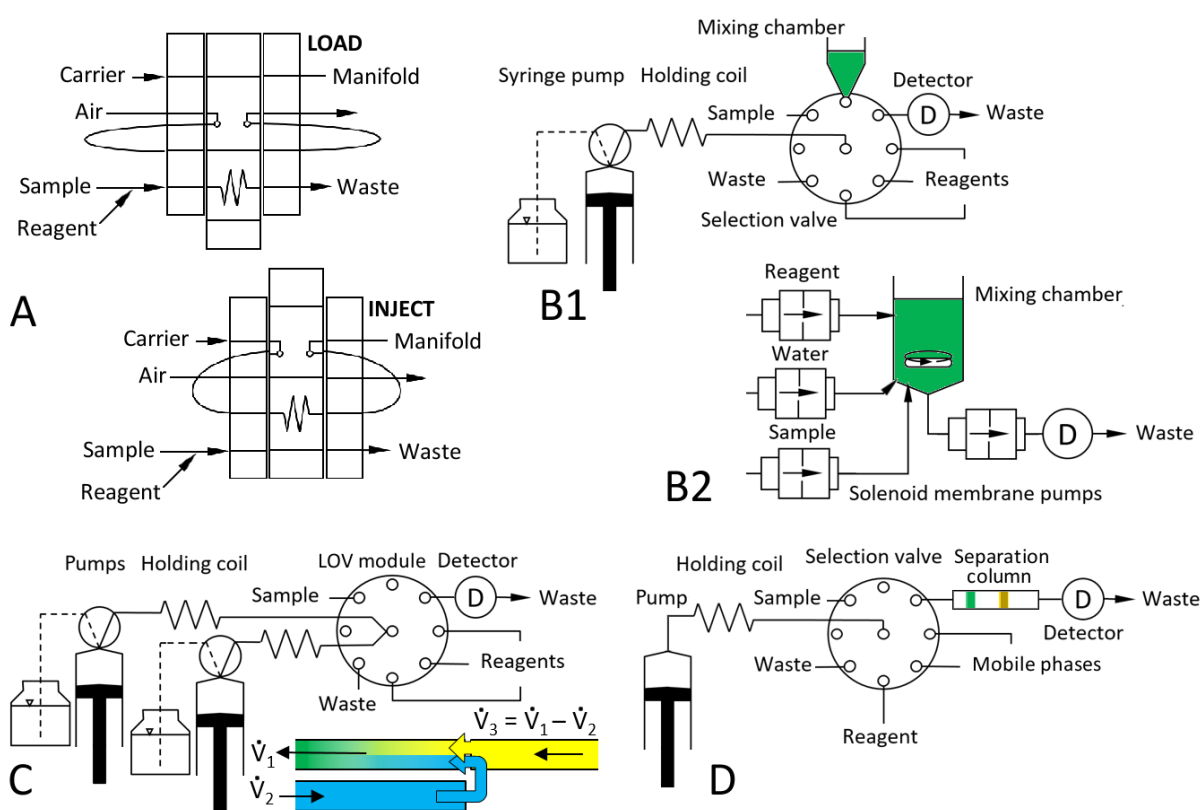 LOAD
Carrier
Manifold
Air
Sample
Waste
Reagent
A
INJECT
Carrier
Manifold
Air
Sample
Waste
Reagent
Mixing chamber
Syringe pump
Holding coil
Detector
Sample
D
Waste
Waste
Reagents
Selection valve
B1
Reagent
Mixing chamber
Water
Sample
D
Waste
B2
Solenoid membrane pumps
Pumps
Holding coil
LOV module
Detector
Sample
D
Waste
Reagents
Waste
V̇₃ = V̇₁ − V̇₂
V̇₁
V̇₂
C
Holding coil
Selection valve
Separation
column
Pump
Sample
D
Waste
Detector
Waste
Mobile phases
Reagent
D